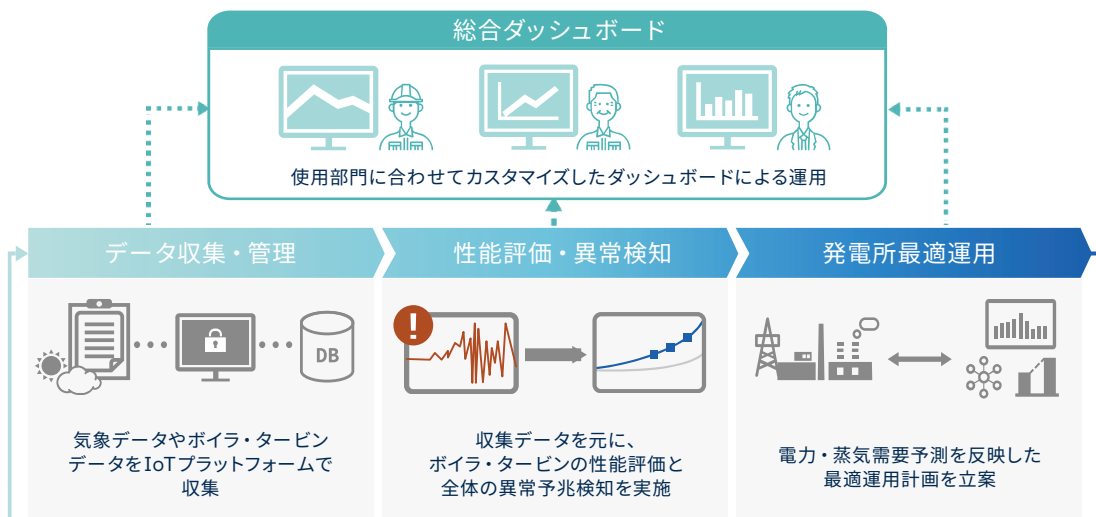 総合ダッシュボード
使用部門に合わせてカスタマイズしたダッシュボードによる運用
データ収集・管理
性能評価・異常検知
発電所最適運用
DB
気象データやボイラ・タービン
データをIoTプラットフォームで
収集
収集データを元に、
ボイラ・タービンの性能評価と
全体の異常予兆検知を実施
電力・蒸気需要予測を反映した
最適運用計画を立案